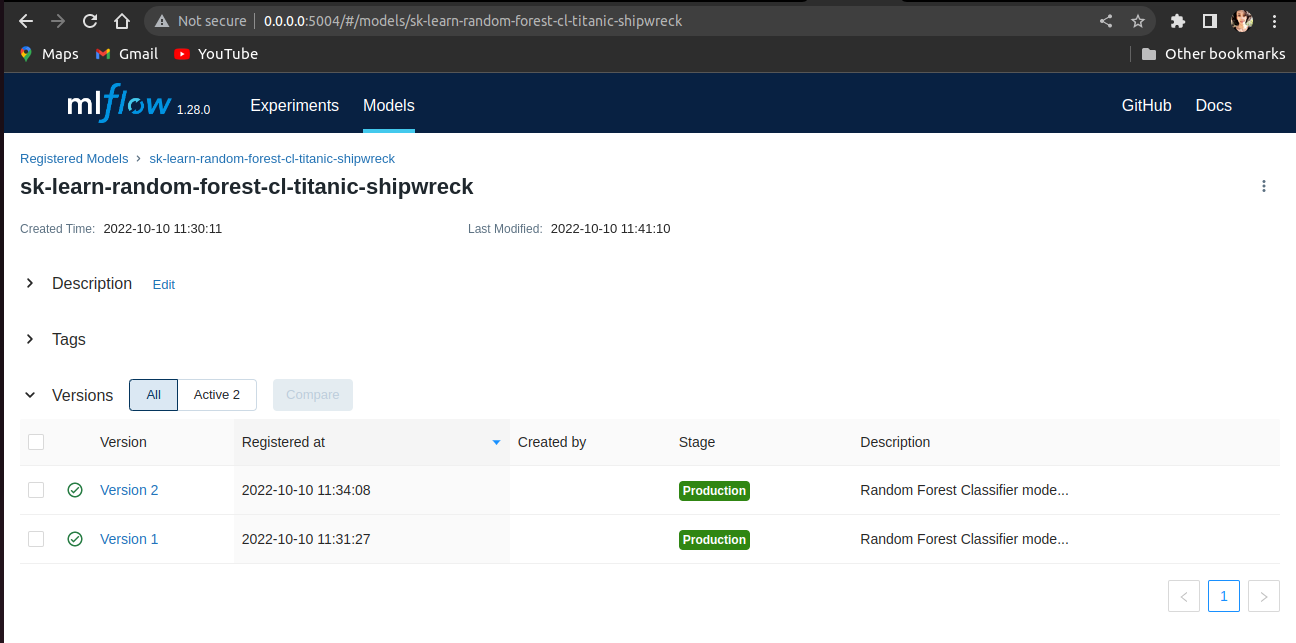 Not secure 0.0.0.0:5004/#/models/sk-learn-random-forest-cl-titanic-shipwreck
Maps Gmail YouTube Other bookmarks
mlflow 1.28.0 Experiments Models GitHub Docs
Registered Models › sk-learn-random-forest-cl-titanic-shipwreck
sk-learn-random-forest-cl-titanic-shipwreck
Created Time: 2022-10-10 11:30:11 Last Modified: 2022-10-10 11:41:10
Description Edit
Tags
Versions All Active 2 Compare
Version Registered at Created by Stage Description
Version 2 2022-10-10 11:34:08 Production Random Forest Classifier mode...
Version 1 2022-10-10 11:31:27 Production Random Forest Classifier mode...
< 1 >